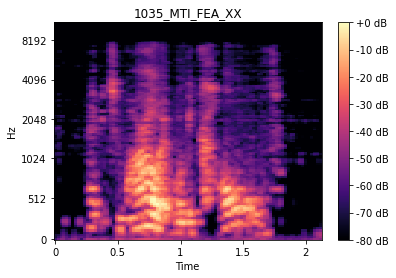 1035_MTI_FEA_XX
+0 dB
8192
-10 dB
4096
-20 dB
-30 dB
2048
Hz
-40 dB
1024
-50 dB
512
-60 dB
-70 dB
0
-80 dB
0 0.5 1 1.5 2
Time